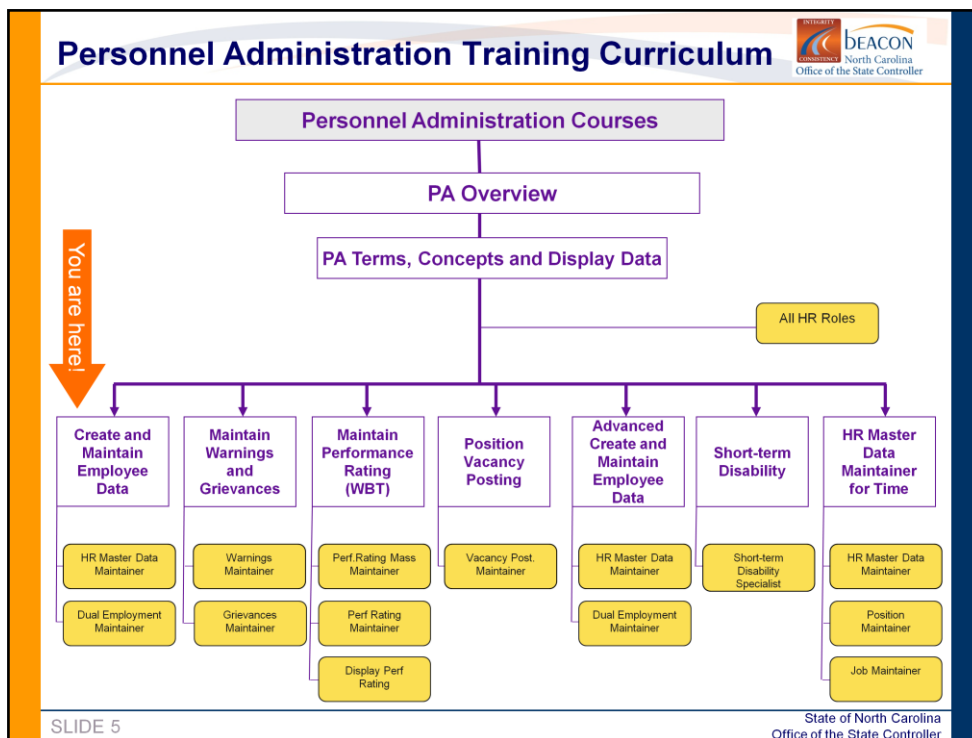 Personnel Administration Training Curriculum
INTEGRITY
CONSISTENCY
beacon
North Carolina
Office of the State Controller
Personnel Administration Courses
PA Overview
PA Terms, Concepts and Display Data
You are here!
All HR Roles
Create and
Maintain
Employee
Data
Maintain
Warnings
and
Grievances
Maintain
Performance
Rating
(WBT)
Position
Vacancy
Posting
Advanced
Create and
Maintain
Employee
Data
Short-term
Disability
HR Master
Data
Maintainer
for Time
HR Master Data
Maintainer
Dual Employment
Maintainer
Warnings
Maintainer
Grievances
Maintainer
Perf.Rating Mass
Maintainer
Perf Rating
Maintainer
Display Perf
Rating
Vacancy Post.
Maintainer
HR Master Data
Maintainer
Dual Employment
Maintainer
Short-term
Disability
Specialist
HR Master Data
Maintainer
Position
Maintainer
Job Maintainer
SLIDE 5
State of North Carolina
Office of the State Controller